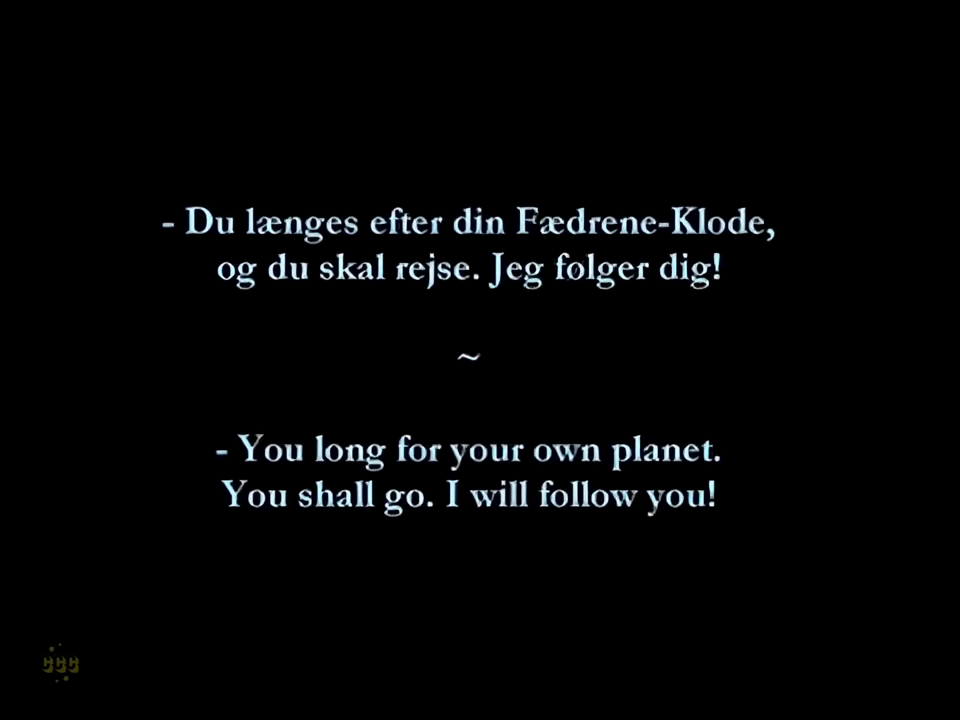 - Du længes efter din Fædrene-Klode,
og du skal rejse. Jeg følger dig!
~
- You long for your own planet.
You shall go. I will follow you!
CCC